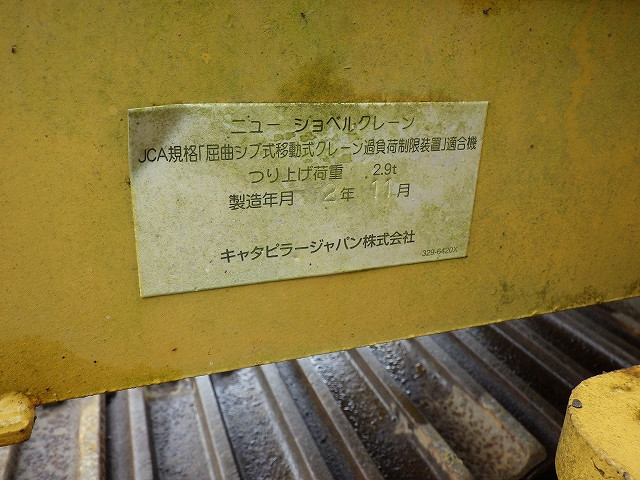 ニュー ショベルクレーン
JCA規格「屈曲ジブ式移動式クレーン過負荷制限装置」適合機
つり上げ荷重 2.9t
製造年月 2年 11月
キャタピラージャパン株式会社
329-6420X